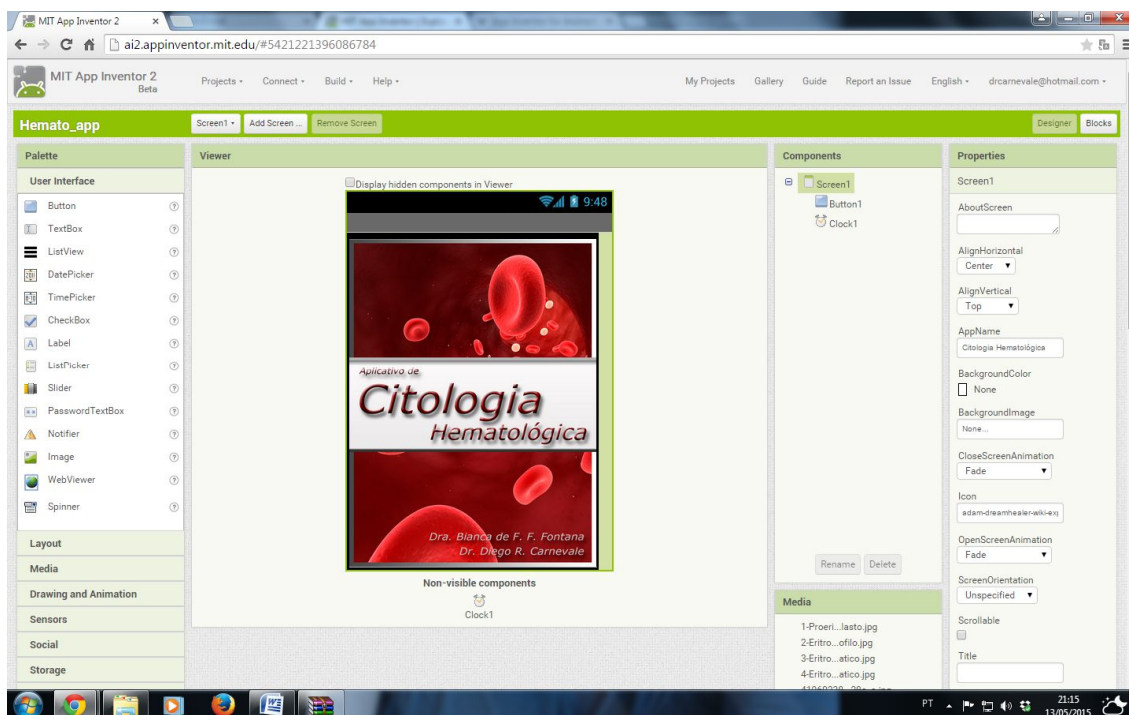 MIT App Inventor 2
ai2.appinventor.mit.edu/#5421221396086784
MIT App Inventor 2
Beta
Projects
Connect
Build
Help
My Projects
Gallery
Guide
Report an Issue
English
drcarnevale@hotmail.com
Hemato_app
Screen1
Add Screen ...
Remove Screen
Designer
Blocks
Palette
User Interface
Button
TextBox
ListView
DatePicker
TimePicker
CheckBox
Label
ListPicker
Slider
PasswordTextBox
Notifier
Image
WebViewer
Spinner
Layout
Media
Drawing and Animation
Sensors
Social
Storage
Viewer
Display hidden components in Viewer
9:48
Aplicativo de
Citologia
Hematológica
Dra. Bianca de F. F. Fontana
Dr. Diego R. Carnevale
Non-visible components
Clock1
Components
Screen1
Button1
Clock1
Rename
Delete
Media
1-Proeri...lasto.jpg
2-Eritro...ofilo.jpg
3-Eritro...atico.jpg
4-Eritro...atico.jpg
Properties
Screen1
AboutScreen
AlignHorizontal
Center
AlignVertical
Top
AppName
Citologia Hematológica
BackgroundColor
None
BackgroundImage
None...
CloseScreenAnimation
Fade
Icon
adam-dreamhealer-wiki-exp
OpenScreenAnimation
Fade
ScreenOrientation
Unspecified
Scrollable
Title
PT
21:15
13/05/2015